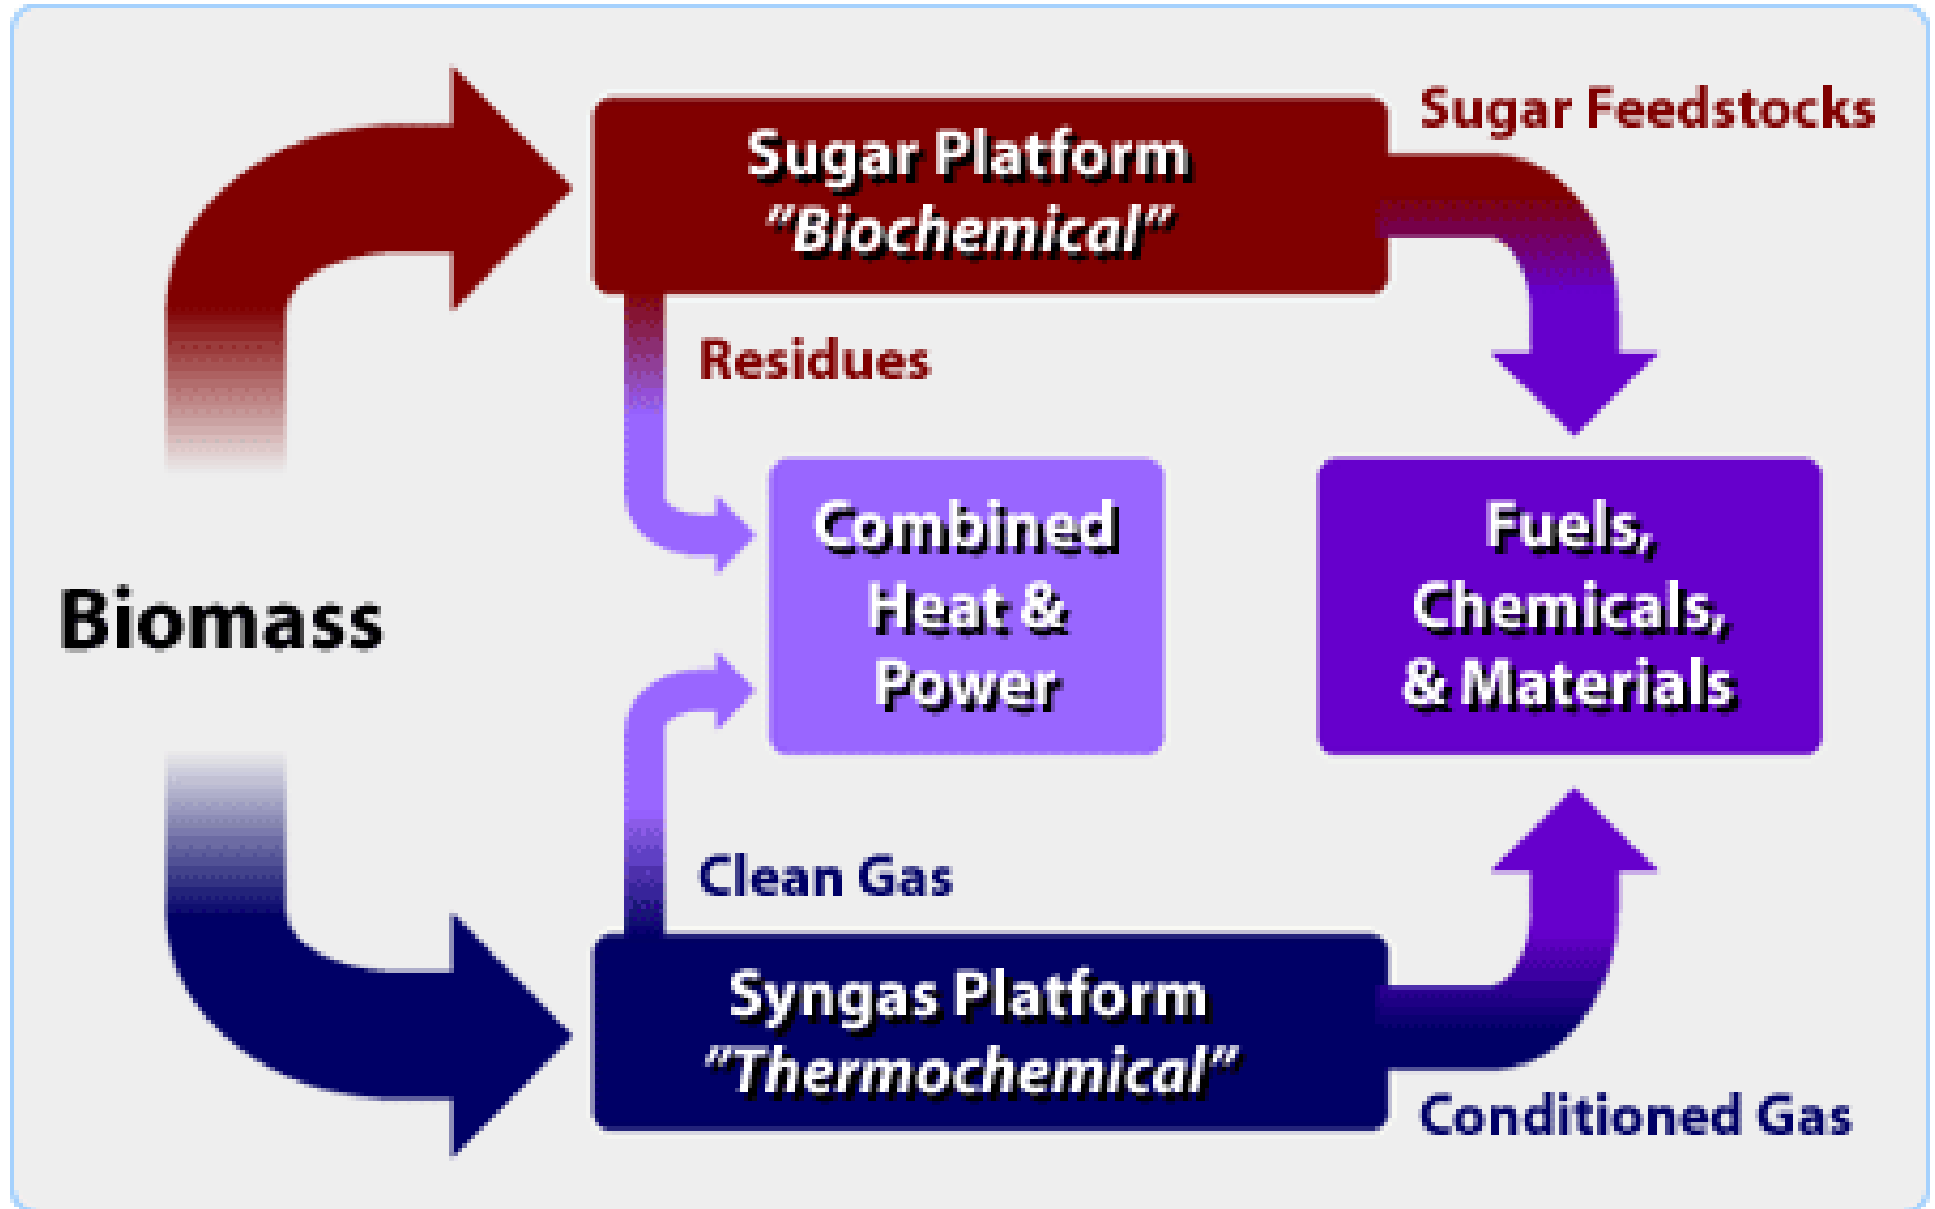 Sugar Feedstocks
Sugar Platform
"Biochemical"
Residues
Combined
Heat &
Power
Fuels,
Chemicals,
& Materials
Biomass
Clean Gas
Syngas Platform
"Thermochemical"
Conditioned Gas